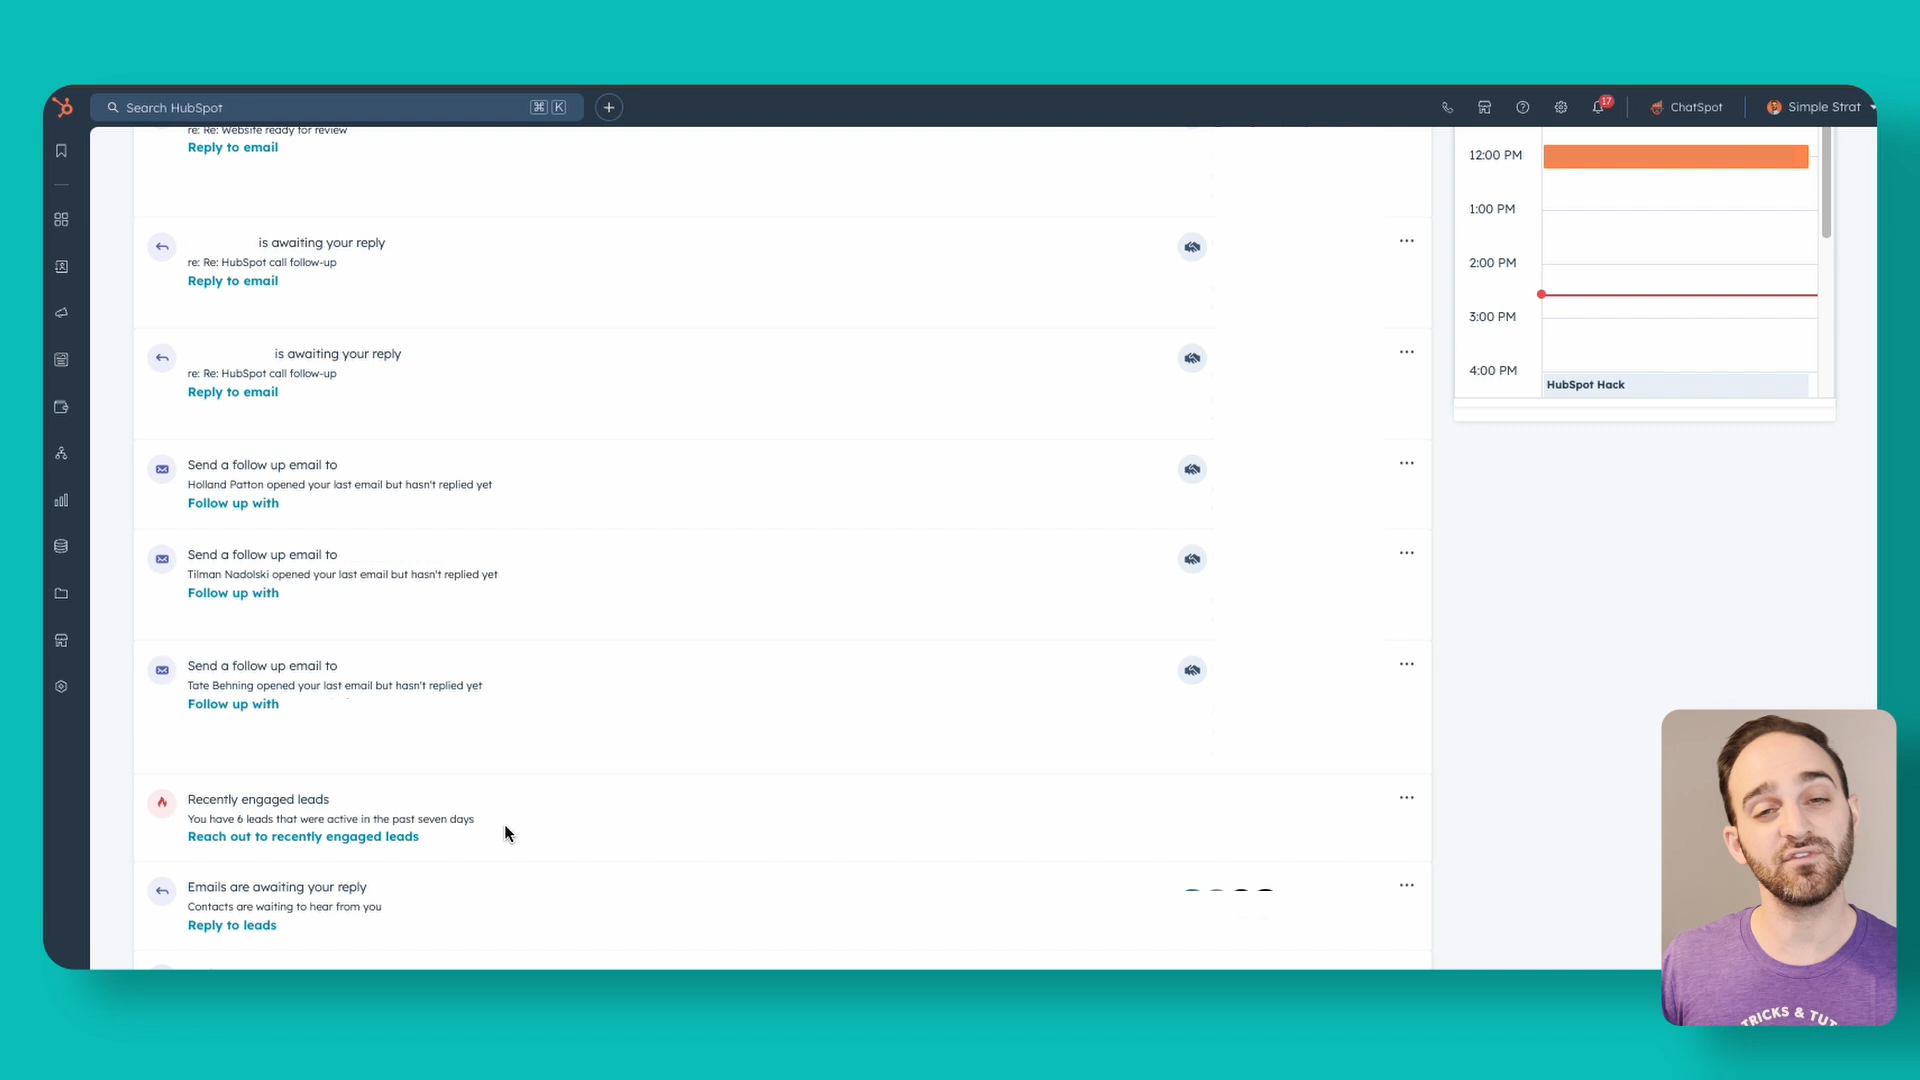 Search HubSpot
⌘ K
17
ChatSpot
Simple Strat
re: Re: Website ready for review
Reply to email
is awaiting your reply
re: Re: HubSpot call follow-up
Reply to email
is awaiting your reply
re: Re: HubSpot call follow-up
Reply to email
Send a follow up email to
Holland Patton opened your last email but hasn't replied yet
Follow up with
Send a follow up email to
Tilman Nadolski opened your last email but hasn't replied yet
Follow up with
Send a follow up email to
Tate Behning opened your last email but hasn't replied yet
Follow up with
Recently engaged leads
You have 6 leads that were active in the past seven days
Reach out to recently engaged leads
Emails are awaiting your reply
Contacts are waiting to hear from you
Reply to leads
12:00 PM
1:00 PM
2:00 PM
3:00 PM
4:00 PM
HubSpot Hack
TRICKS & TUT